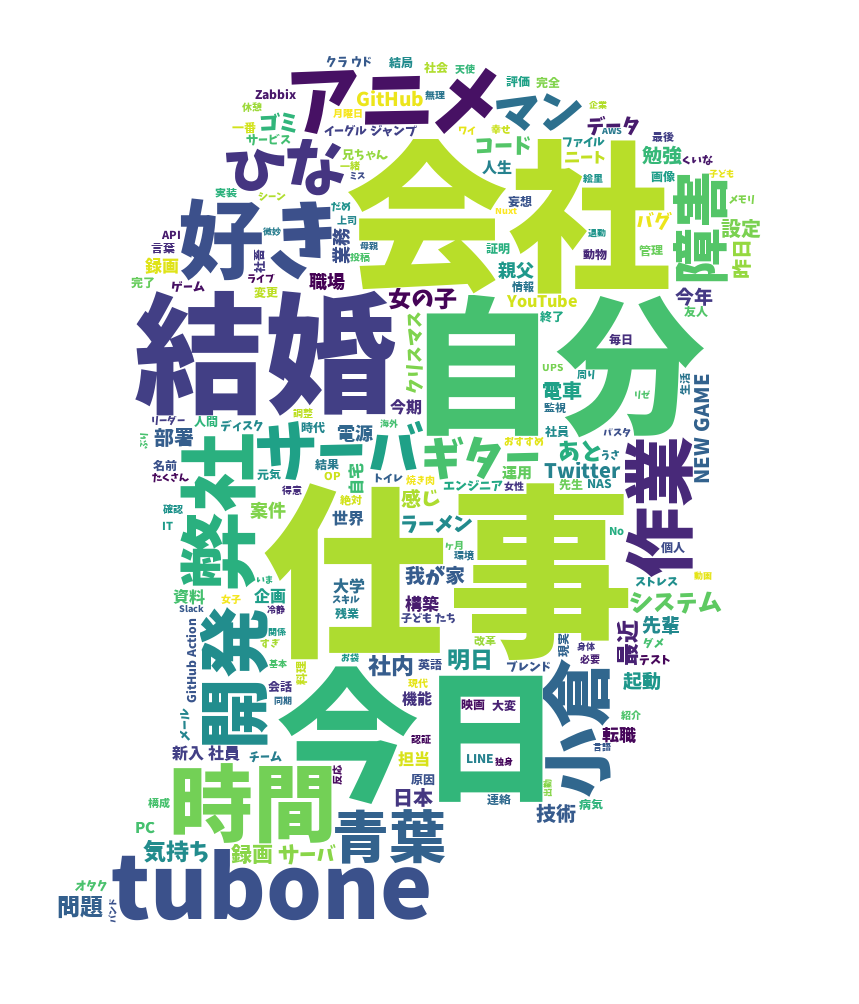 クラウド
結局
社会
天使
アニメ
Zabbix
GitHub
無理
評価
完全
マン
企業
休憩
月曜日
一番
ゴミ
イーグル ジャンプ
ワイ
幸せ
データ
AWS
サービス
コード
ファイル
最後
ひな
兄ちゃん
一緒
ミス
会社
人生
ニート
勉強
くいな
絵里
画像
子ども
障害
メモリ
実装
シーン
好き
だめ
上司
妄想
Nuxt
バグ
設定
API
言葉
微妙
業務
母親
投稿
証明
退勤
動物
管理
昨日
録画
社畜
ライブ
職場
親父
情報
完了
ゲーム
変更
女の子
YouTube
今年
友人
結婚
クリスマス
自分
終了
毎日
UPS
周り
電車
監視
リゼ
生活
NEW GAME
調整
今期
リーダー
人間
ディスク
時代
電源
海外
部署
サーバ
ギター
おすすめ
あと
社員
パスタ
うさ
名前
たくさん
弊社
元気
結果
OP
自宅
トイレ
焼き肉
運用
Twitter
作業
得意
エンジニア
女性
先生
NAS
確認
IT
案件
絶対
感じ
世界
ラーメン
No
仕事
ヶ月
環境
個人
資料
いま
企画
大学
我が家
ストレス
動画
Slack
女子
冷静
スキル
残業
構築
子ども たち
システム
GitHub Action
開発
関係
すぎ
改革
現実
身体
最近
先輩
ダメ
基本
料理
お袋
社内
英語
明日
ブレンド
必要
テスト
会話
同期
今日
現代
機能
映画
大変
小倉
起動
メール
紹介
転職
言語
新入 社員
チーム
認証
担当
LINE
独身
時間
原因
日本
連絡
病気
技術
構成
PC
青葉
気持ち
録画 サーバ
オタク
問題
tubone